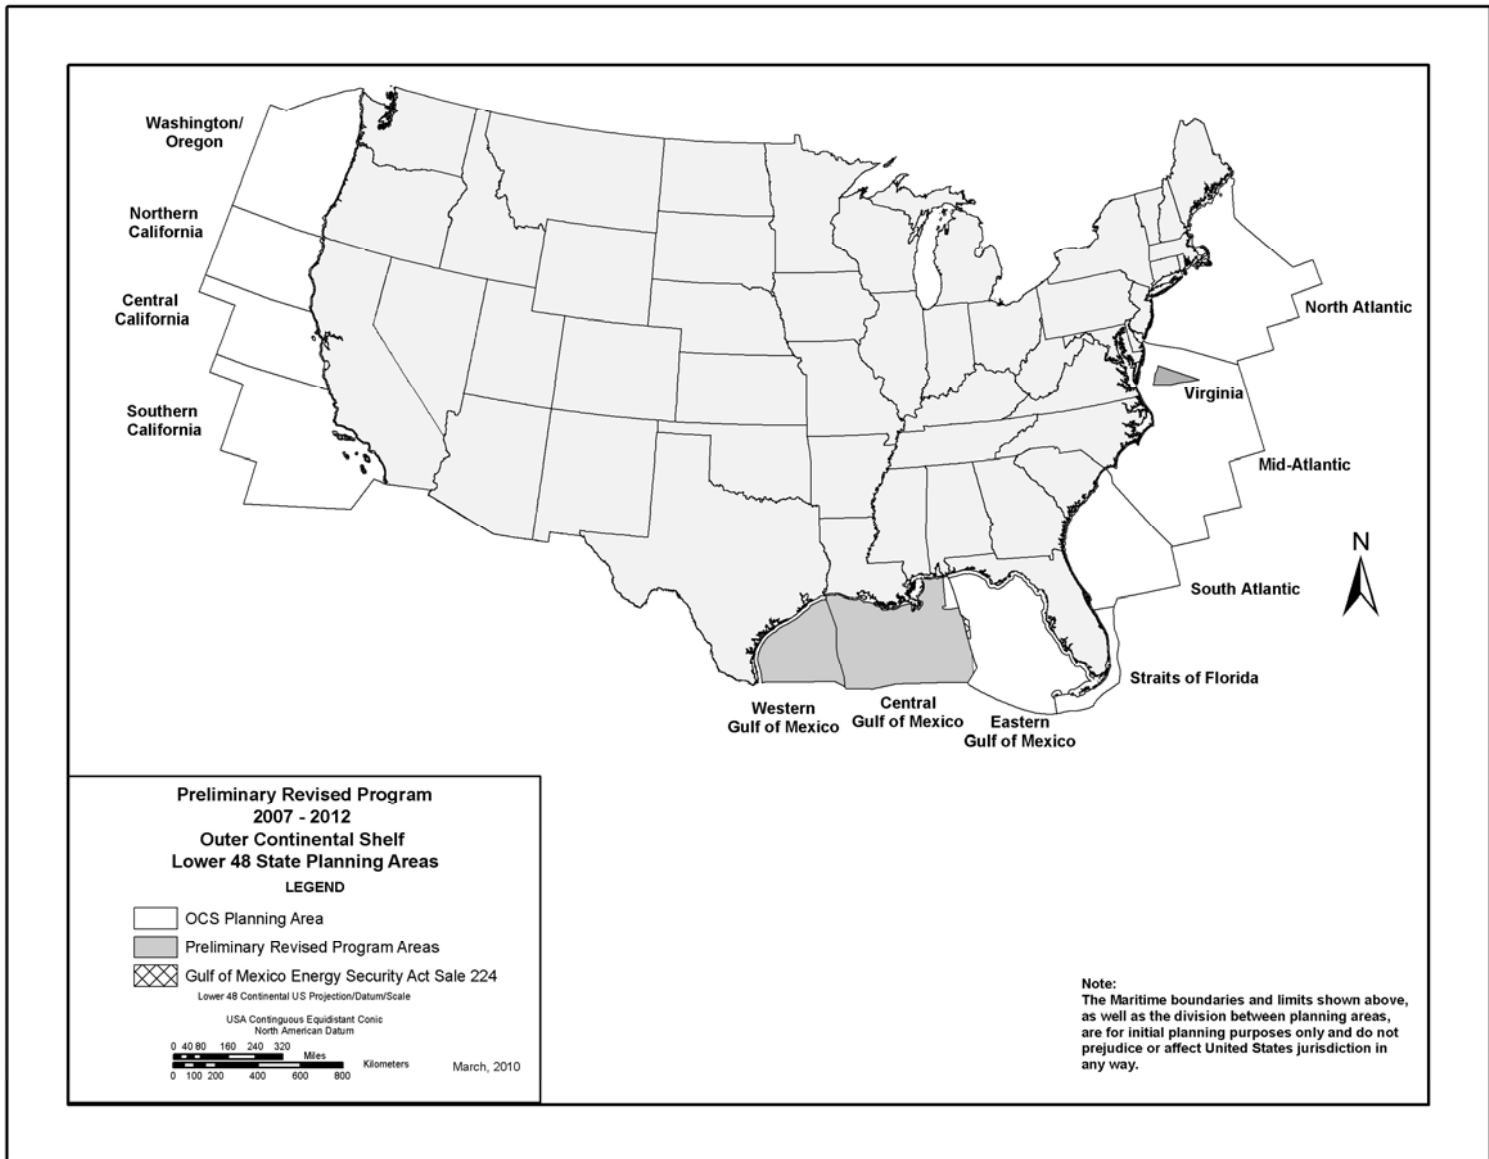 Washington/
Oregon
Northern
California
Central
California
Southern
California
North Atlantic
Virginia
Mid-Atlantic
N
South Atlantic
Straits of Florida
Western
Gulf of Mexico
Central
Gulf of Mexico
Eastern
Gulf of Mexico
Preliminary Revised Program
2007 - 2012
Outer Continental Shelf
Lower 48 State Planning Areas
LEGEND
OCS Planning Area
Preliminary Revised Program Areas
Gulf of Mexico Energy Security Act Sale 224
Lower 48 Continental US Projection/Datum/Scale
USA Continguous Equidistant Conic
North American Datum
0 40 80 160 240 320
Miles
Kilometers
0 100 200 400 600 800
March, 2010
Note:
The Maritime boundaries and limits shown above,
as well as the division between planning areas,
are for initial planning purposes only and do not
prejudice or affect United States jurisdiction in
any way.